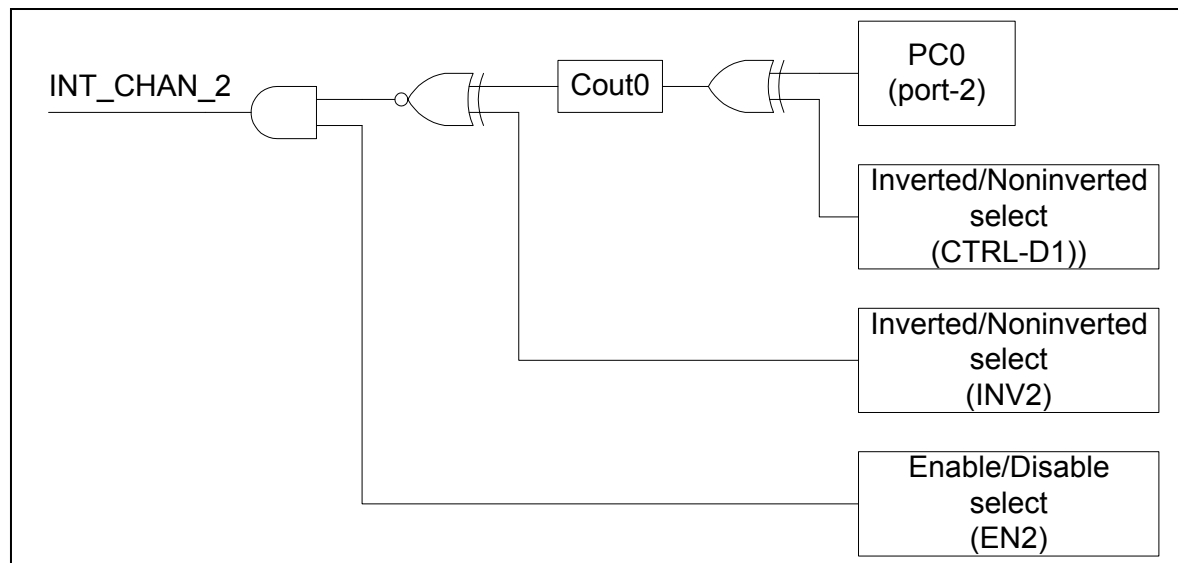 INT_CHAN_2
Cout0
PC0
(port-2)
Inverted/Noninverted
select
(CTRL-D1))
Inverted/Noninverted
select
(INV2)
Enable/Disable
select
(EN2)